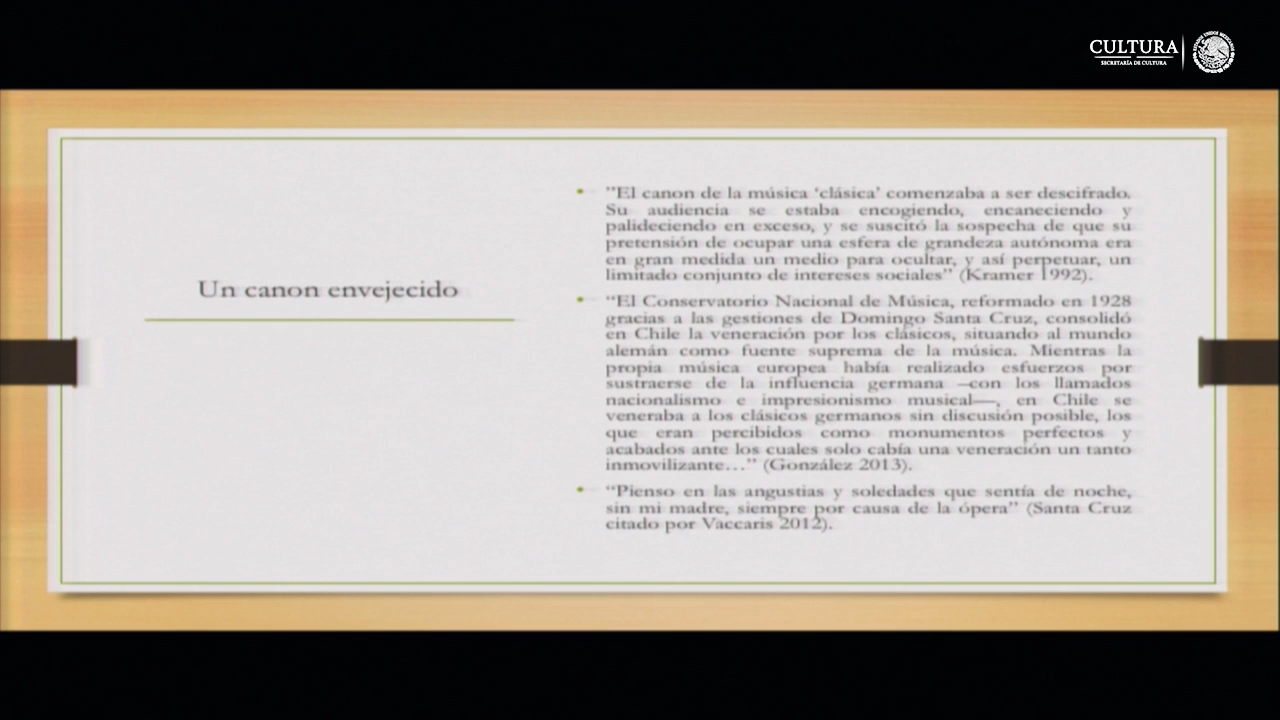 CULTURA
SECRETARÍA DE CULTURA
Un canon envejecido
• "El canon de la música ‘clásica’ comenzaba a ser descifrado.
Su audiencia se estaba encogiendo, encaneciendo y
palideciendo en exceso, y se suscitó la sospecha de que su
pretensión de ocupar una esfera de grandeza autónoma era
en gran medida un medio para ocultar, y así perpetuar, un
limitado conjunto de intereses sociales” (Kramer 1992).
• “El Conservatorio Nacional de Música, reformado en 1928
gracias a las gestiones de Domingo Santa Cruz, consolidó
en Chile la veneración por los clásicos, situando al mundo
alemán como fuente suprema de la música. Mientras la
propia música europea había realizado esfuerzos por
sustraerse de la influencia germana –con los llamados
nacionalismo e impresionismo musical—, en Chile se
veneraba a los clásicos germanos sin discusión posible, los
que eran percibidos como monumentos perfectos y
acabados ante los cuales solo cabía una veneración un tanto
inmovilizante…” (González 2013).
• “Pienso en las angustias y soledades que sentía de noche,
sin mi madre, siempre por causa de la ópera” (Santa Cruz
citado por Vaccaris 2012).